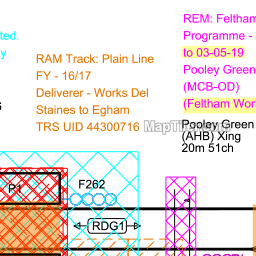 REM: Feltham
ted.
Programme -
y
to 03-05-19
RAM Track: Plain Line
FY - 16/17
Deliverer - Works Del
Staines to Egham
TRS UID 44300716
Pooley Green
(MCB-OD)
(Feltham Wor
Pooley Green
(AHB) Xing
20m 51ch
P1
F262
RDG1